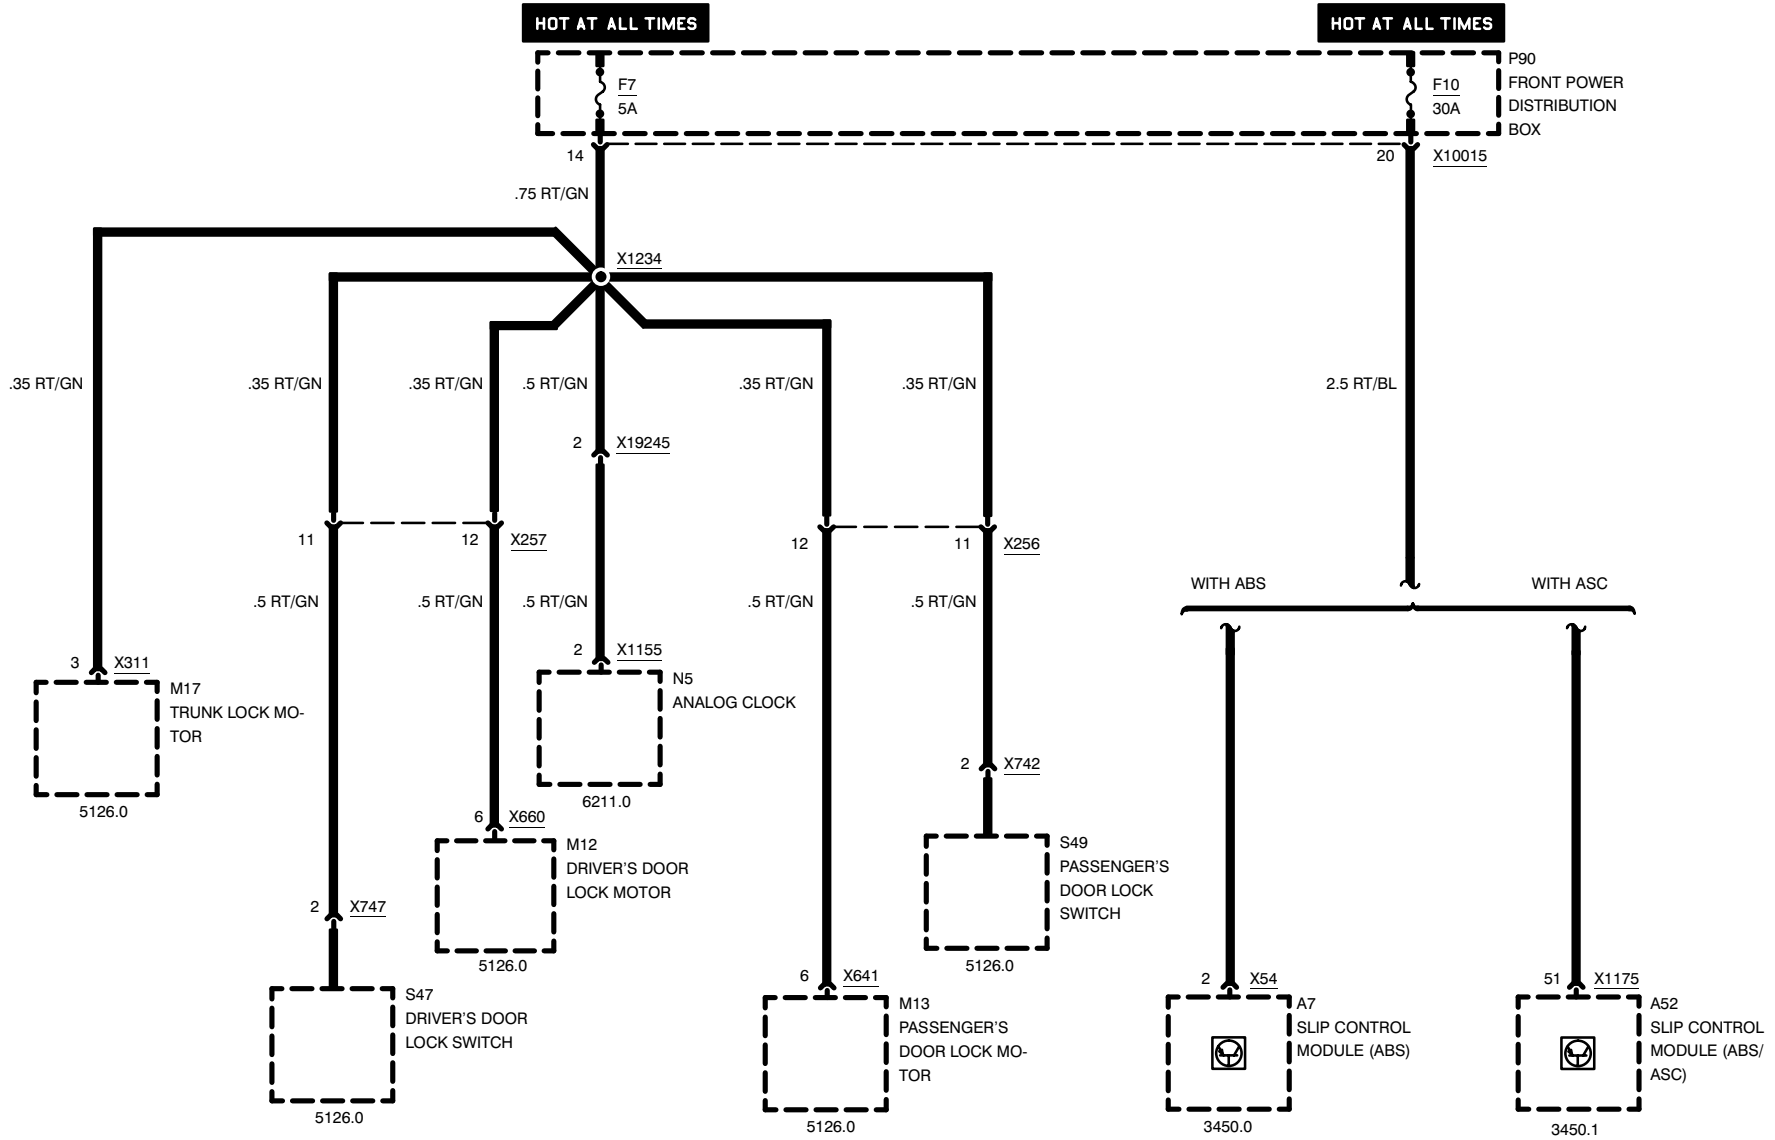 HOT AT ALL TIMES
HOT AT ALL TIMES
P90
FRONT POWER
DISTRIBUTION
BOX
F7
5A
F10
30A
14
20
X10015
.75 RT/GN
X1234
.35 RT/GN
.35 RT/GN
.35 RT/GN
.5 RT/GN
.35 RT/GN
.35 RT/GN
2.5 RT/BL
2
X19245
11
12
X257
12
11
X256
WITH ABS
WITH ASC
.5 RT/GN
.5 RT/GN
.5 RT/GN
.5 RT/GN
.5 RT/GN
3
X311
M17
TRUNK LOCK MO-
TOR
5126.0
2
X1155
N5
ANALOG CLOCK
6211.0
2
X742
S49
PASSENGER'S
DOOR LOCK
SWITCH
5126.0
6
X660
M12
DRIVER'S DOOR
LOCK MOTOR
5126.0
2
X747
S47
DRIVER'S DOOR
LOCK SWITCH
5126.0
6
X641
M13
PASSENGER'S
DOOR LOCK MO-
TOR
5126.0
2
X54
A7
SLIP CONTROL
MODULE (ABS)
3450.0
51
X1175
A52
SLIP CONTROL
MODULE (ABS/
ASC)
3450.1